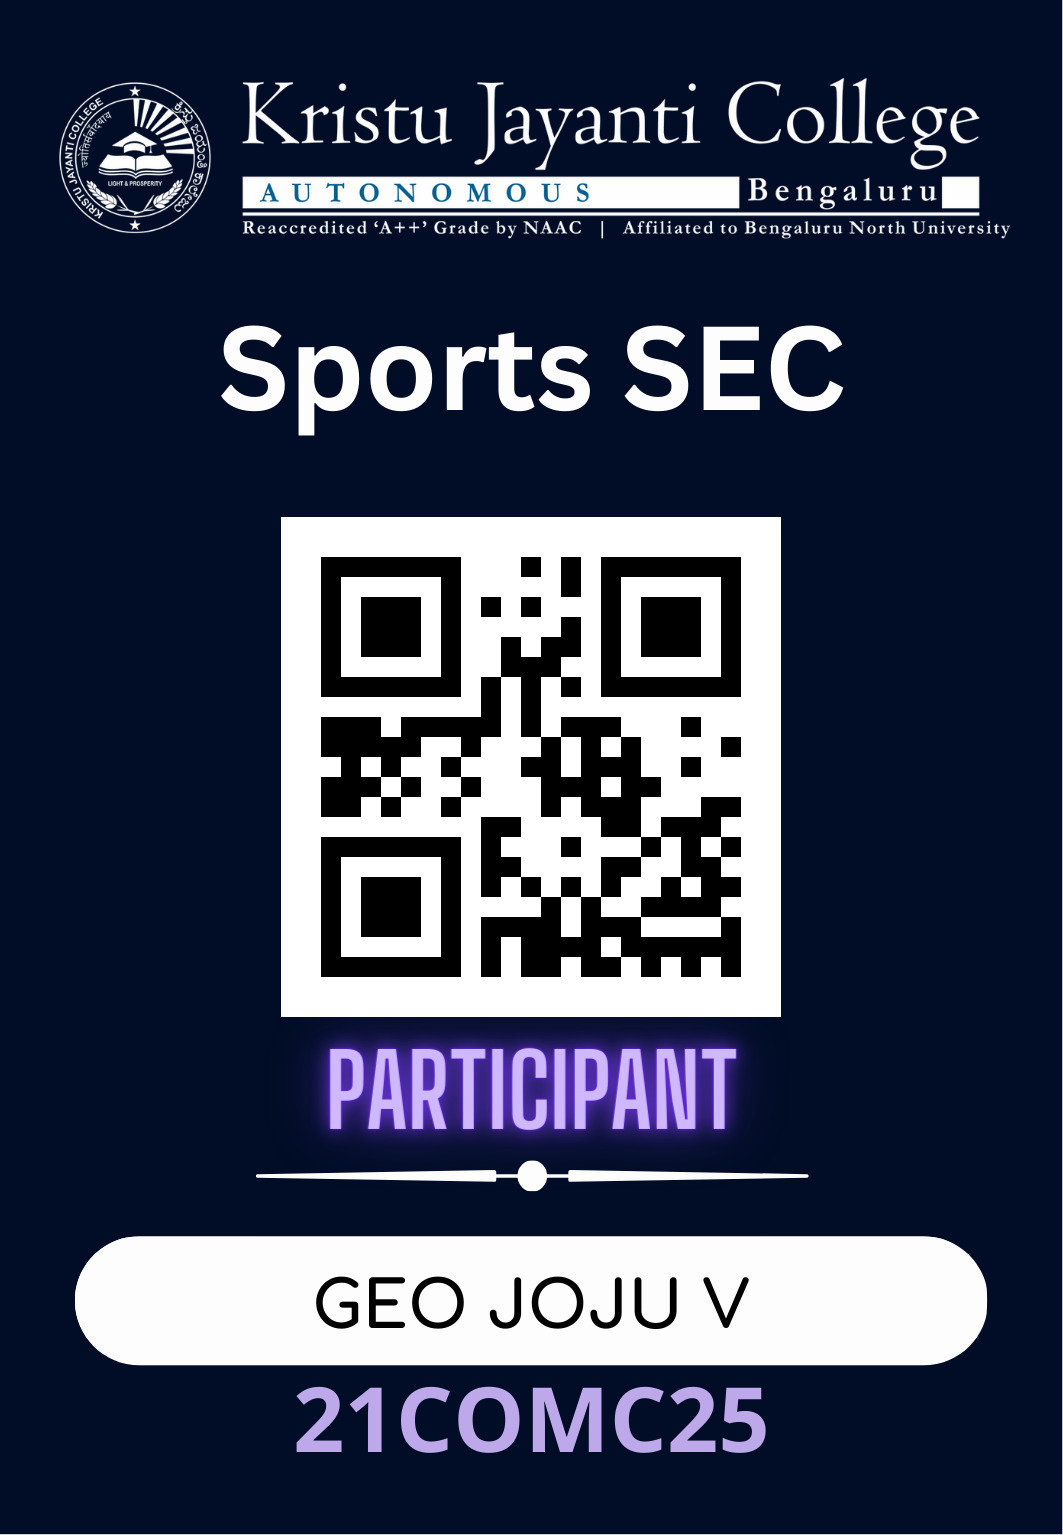 KRISTU JAYANTI COLLEGE
ಕ್ರಿಸ್ತು ಜಯಂತಿ ಕಾಲೇಜು
LIGHT & PROSPERITY
Kristu Jayanti College
AUTONOMOUS Bengaluru
Reaccredited ‘A++’ Grade by NAAC | Affiliated to Bengaluru North University
Sports SEC
PARTICIPANT
GEO JOJU V
21COMC25